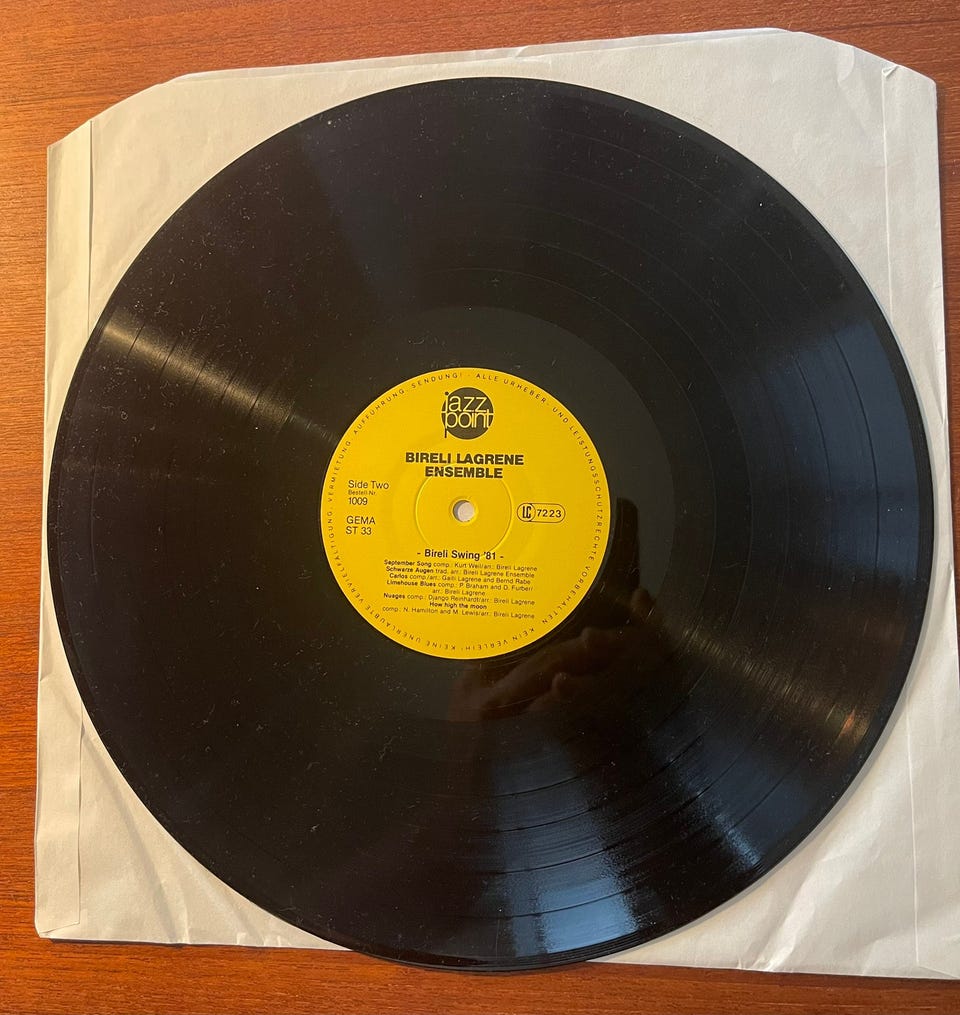 jazz
point
BIRELI LAGRENE
ENSEMBLE
Side Two
Bestell-Nr.
1009
GEMA
ST 33
LC 7223
- Bireli Swing '81 -
September Song comp.: Kurt Weil/arr.: Bireli Lagrene
Schwarze Augen trad, arr.: Bireli Lagrene Ensemble
Carlos comp./arr.: Gaiti Lagrene and Bernd Rabe
Limehouse Blues comp.: P. Braham and D. Furber/
arr.: Bireli Lagrene
Nuages comp.: Django Reinhardt/arr.: Bireli Lagrene
How high the moon
comp.: N. Hamilton and M. Lewis/arr.: Bireli Lagrene
ALLE URHEBER- UND LEISTUNGSSCHUTZRECHTE VORBEHALTEN. KEIN VERLEIH! KEINE UNERLAUBTE VERVIELFÄLTIGUNG, VERMIETUNG, AUFFÜHRUNG, SENDUNG! ·